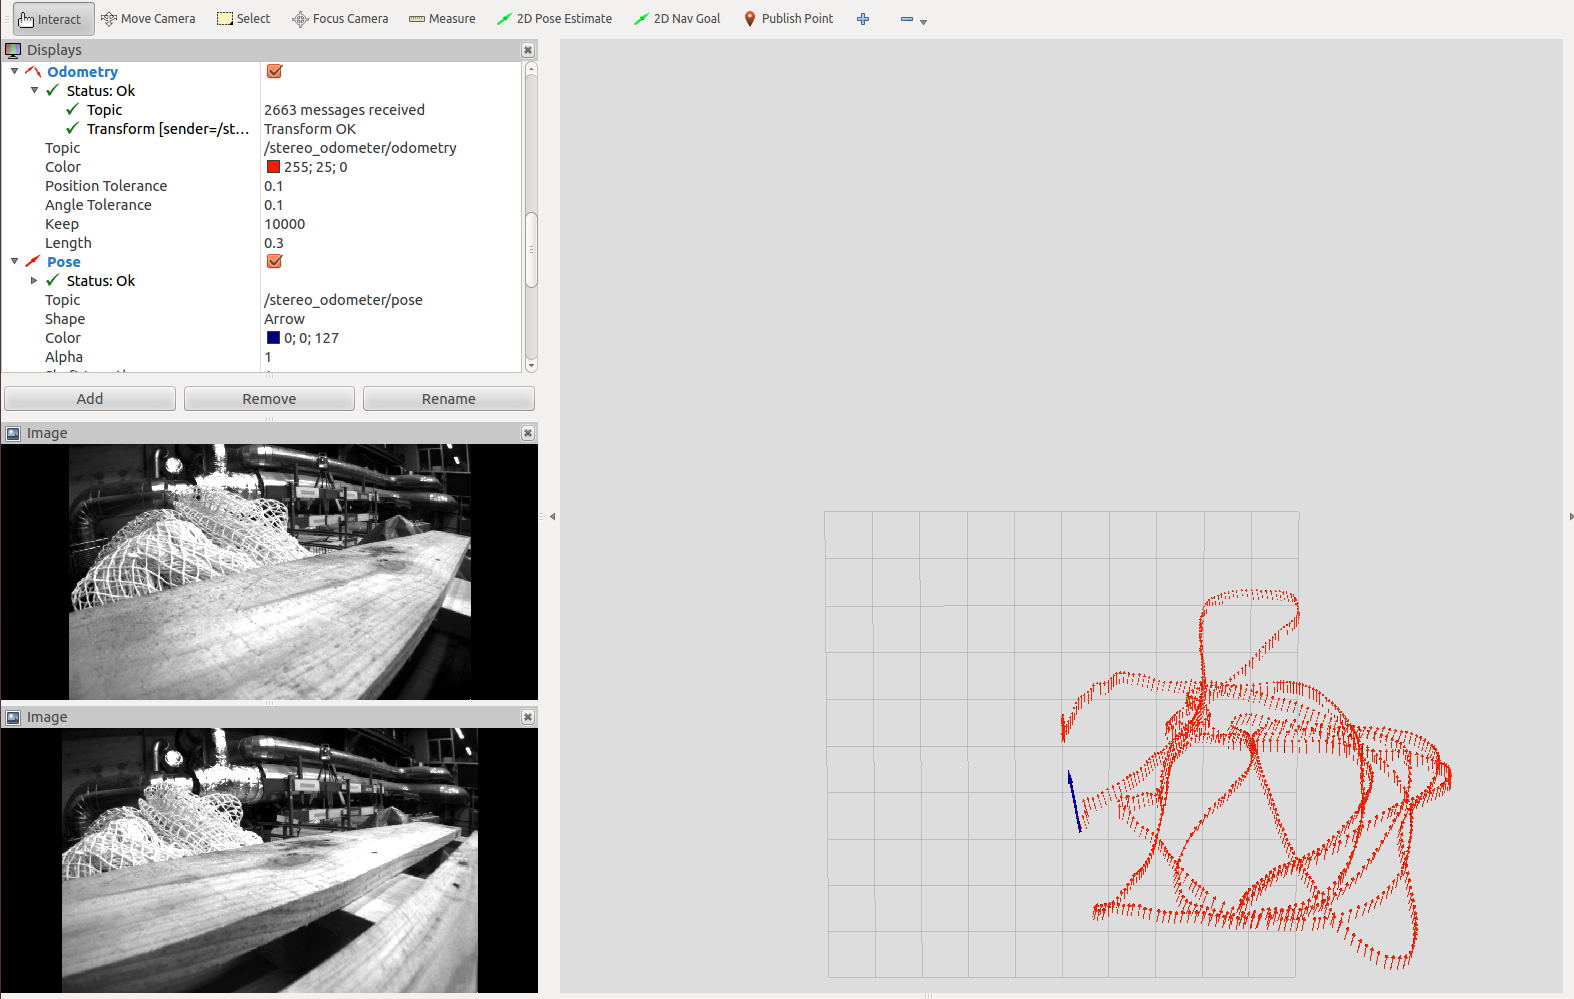 Interact Move Camera Select Focus Camera Measure 2D Pose Estimate 2D Nav Goal Publish Point
Displays
Odometry
Status: Ok
Topic 2663 messages received
Transform [sender=/st... Transform OK
Topic /stereo_odometer/odometry
Color 255; 25; 0
Position Tolerance 0.1
Angle Tolerance 0.1
Keep 10000
Length 0.3
Pose
Status: Ok
Topic /stereo_odometer/pose
Shape Arrow
Color 0; 0; 127
Alpha 1
Add Remove Rename
Image
Image